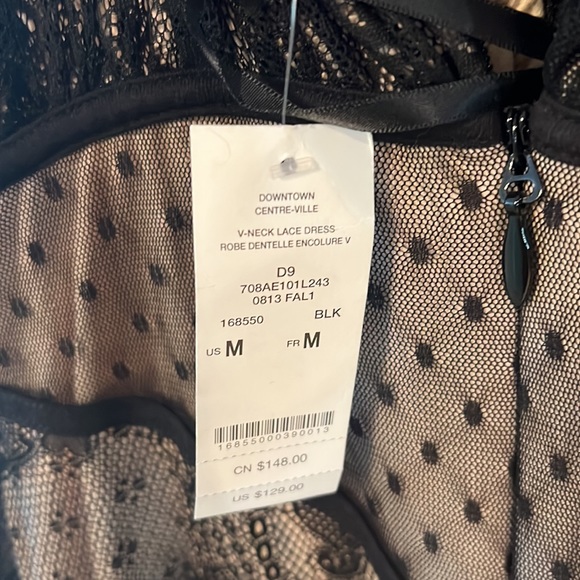 DOWNTOWN
CENTRE-VILLE
V-NECK LACE DRESS
ROBE DENTELLE ENCOLURE V
D9
708AE101L243
0813 FAL1
168550 BLK
US M FR M
16855000390013
CN $148.00
US $129.00